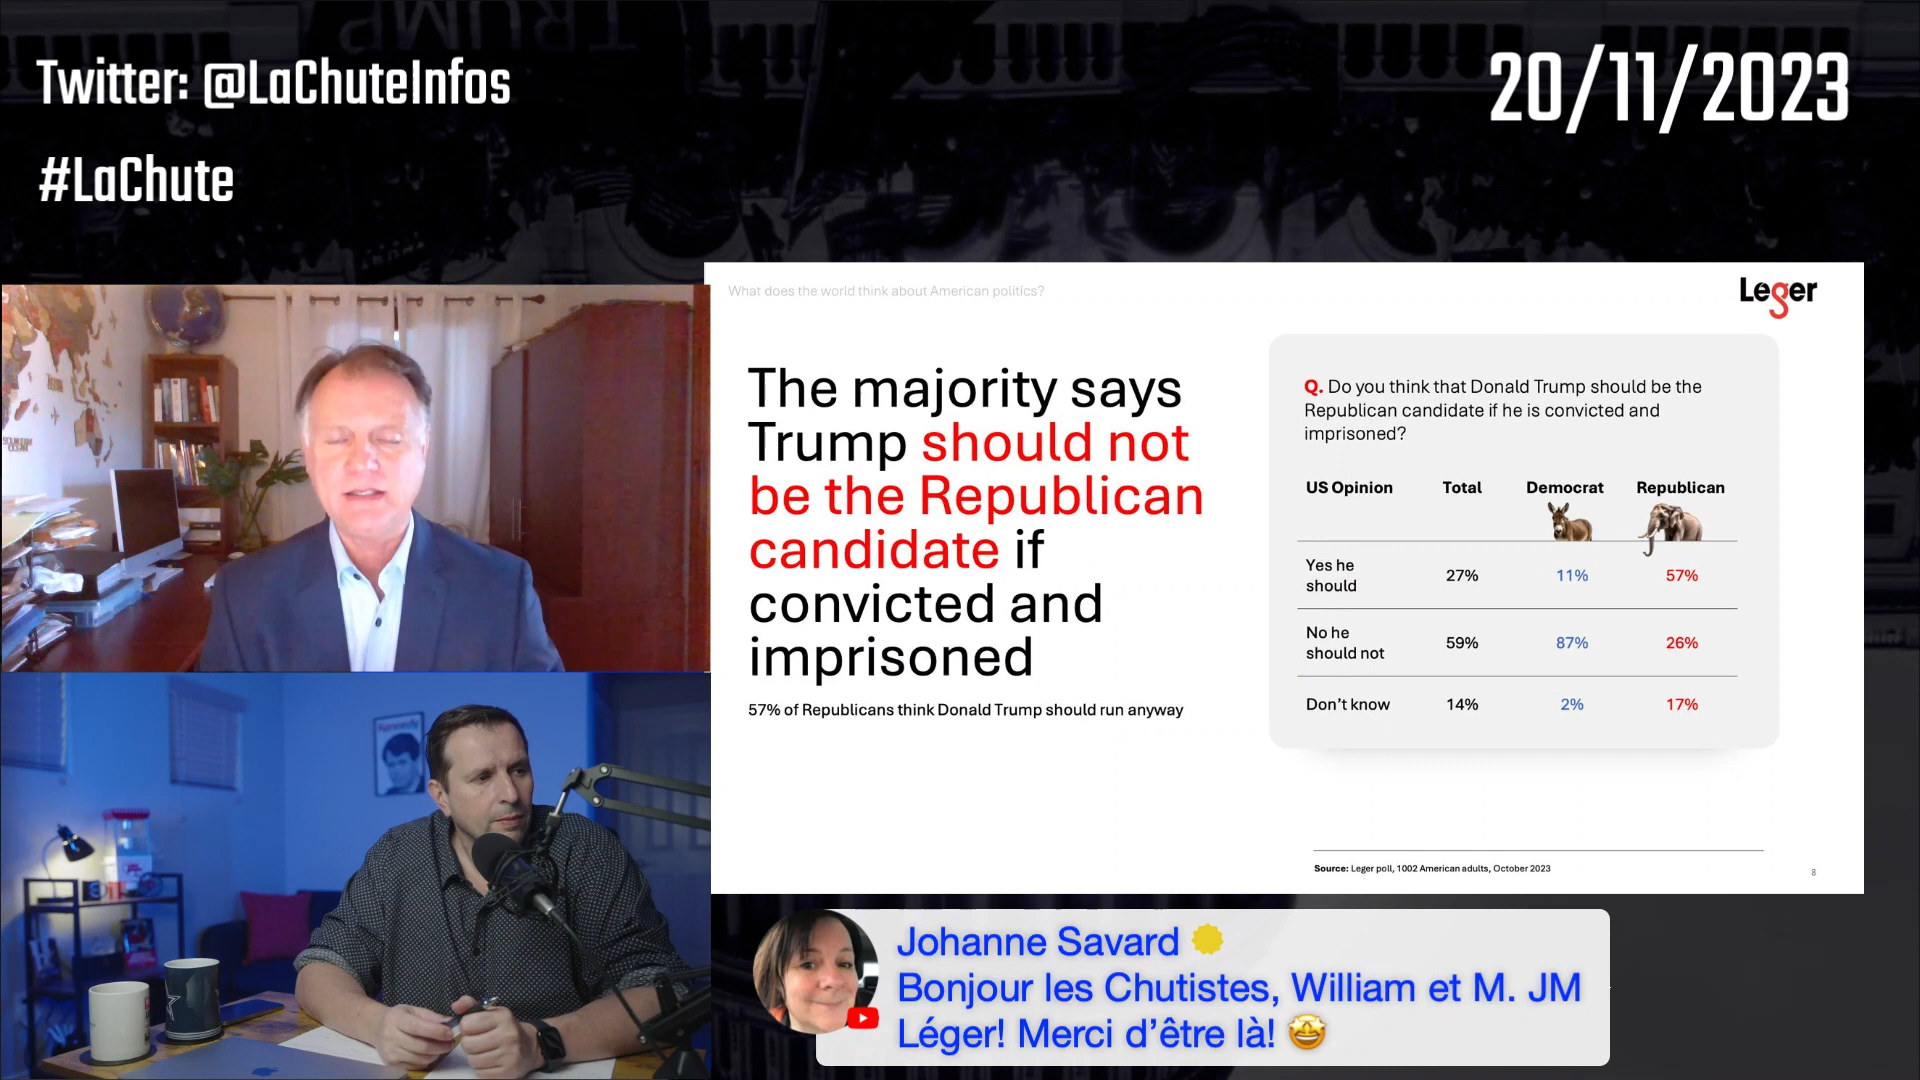 TRUMP
Twitter: @LaChuteInfos
20/11/2023
#LaChute
What does the world think about American politics?
Leger
The majority says
Trump should not
be the Republican
candidate if
convicted and
imprisoned
57% of Republicans think Donald Trump should run anyway
Q. Do you think that Donald Trump should be the
Republican candidate if he is convicted and
imprisoned?
US Opinion Total Democrat Republican
Yes he
should 27% 11% 57%
No he
should not 59% 87% 26%
Don't know 14% 2% 17%
Source: Leger poll, 1002 American adults, October 2023
8
Kennedy
Johanne Savard
Bonjour les Chutistes, William et M. JM
Léger! Merci d'être là! 🤩